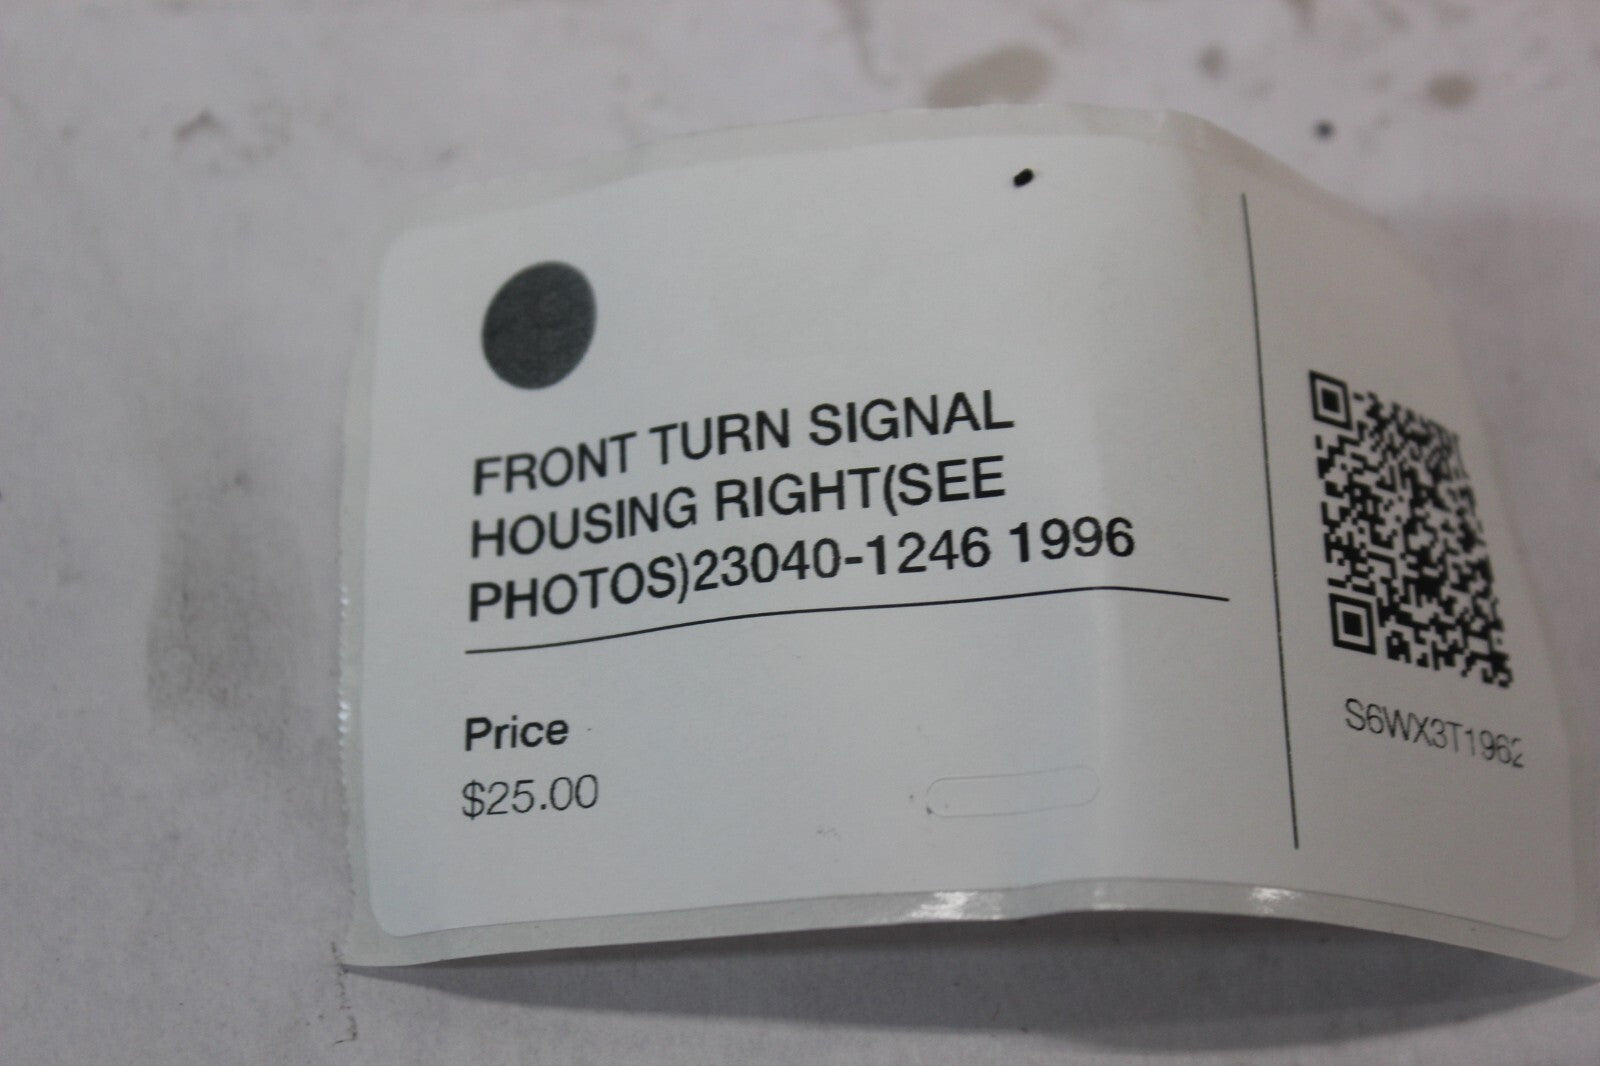 FRONT TURN SIGNAL
HOUSING RIGHT(SEE
PHOTOS)23040-1246 1996
Price
$25.00
S6WX3T1962